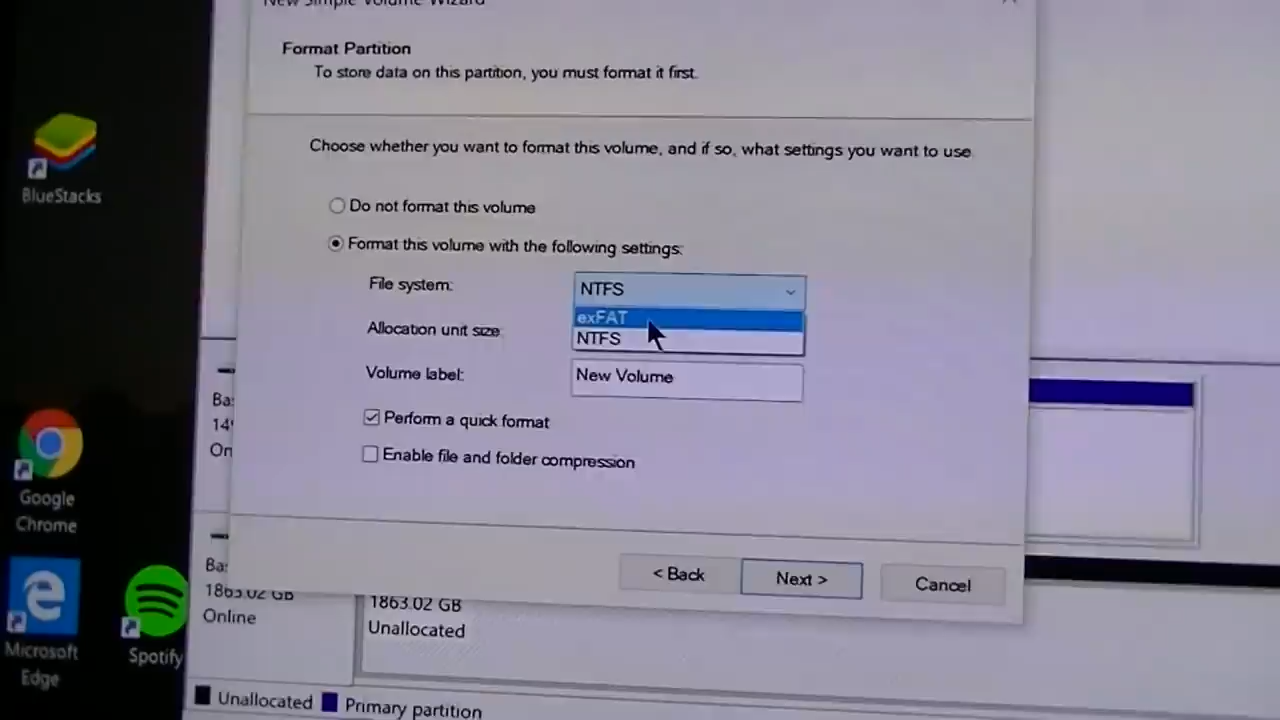 New Simple Volume Wizard
Format Partition
To store data on this partition, you must format it first.
Choose whether you want to format this volume, and if so, what settings you want to use.
Do not format this volume
Format this volume with the following settings:
File system:
NTFS
exFAT
NTFS
Allocation unit size:
Volume label:
New Volume
Perform a quick format
Enable file and folder compression
< Back
Next >
Cancel
BlueStacks
Google
Chrome
Microsoft
Edge
Spotify
1863.02 GB
Online
1863.02 GB
Unallocated
Unallocated
Primary partition